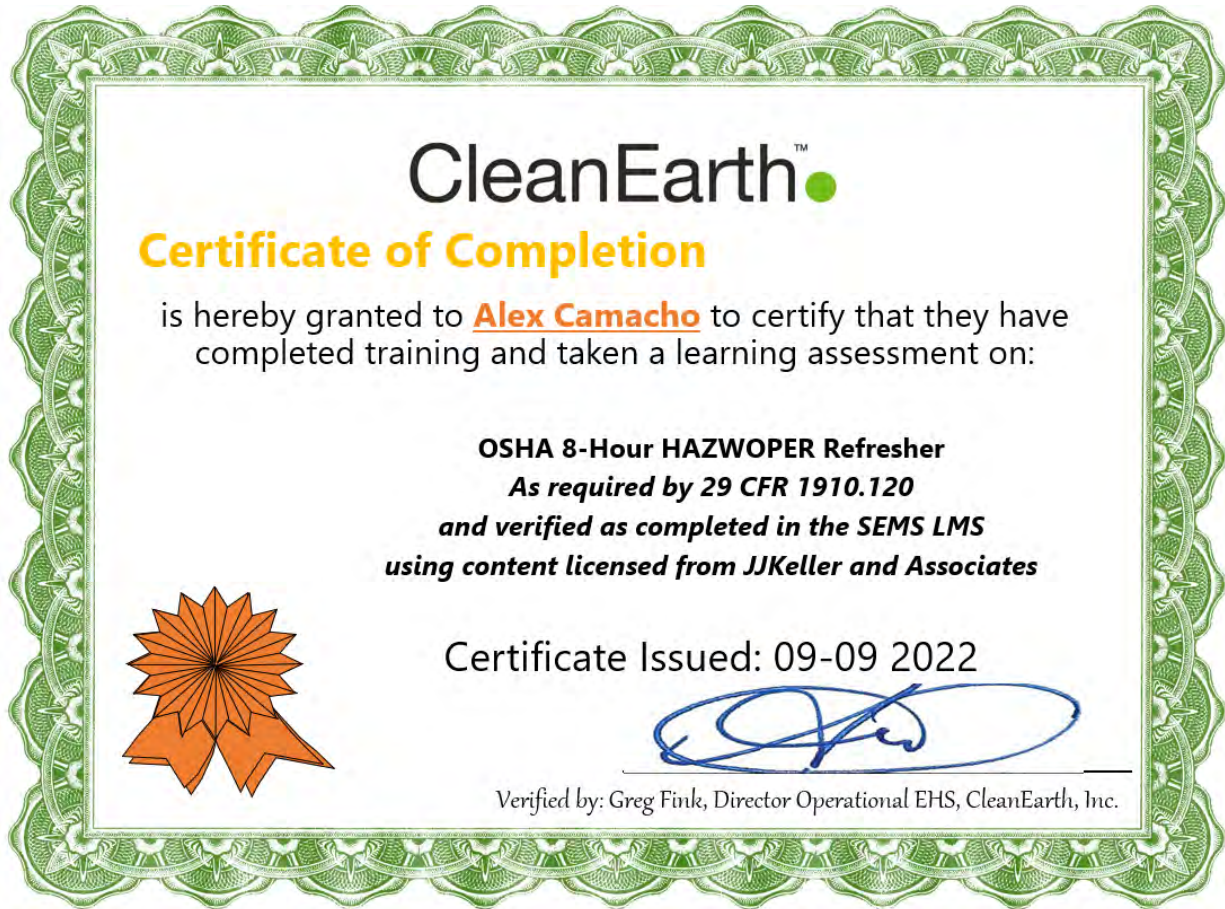 CleanEarth™
Certificate of Completion
is hereby granted to Alex Camacho to certify that they have
completed training and taken a learning assessment on:
OSHA 8-Hour HAZWOPER Refresher
As required by 29 CFR 1910.120
and verified as completed in the SEMS LMS
using content licensed from JJKeller and Associates
Certificate Issued: 09-09 2022
Verified by: Greg Fink, Director Operational EHS, CleanEarth, Inc.